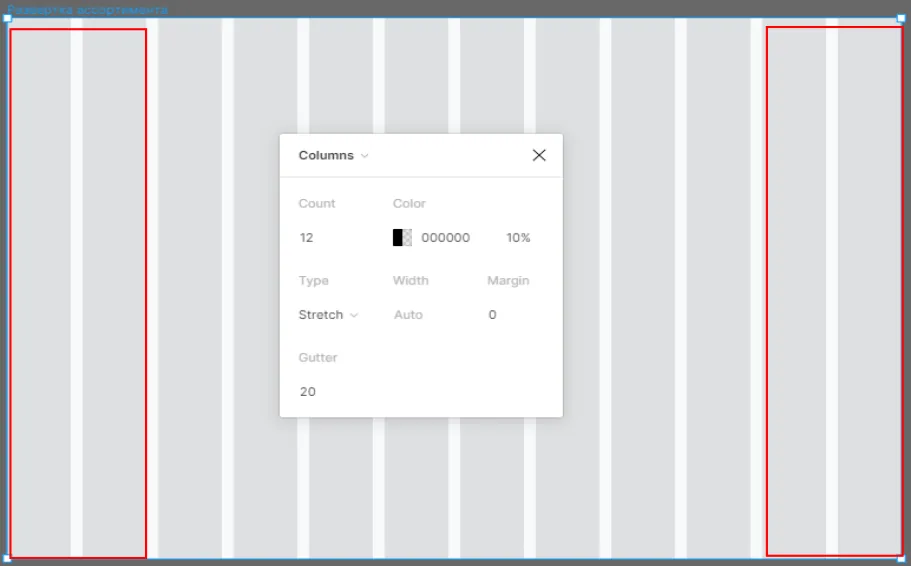 Развертка ассортимента
Columns
Count Color
12 000000 10%
Type Width Margin
Stretch Auto 0
Gutter
20